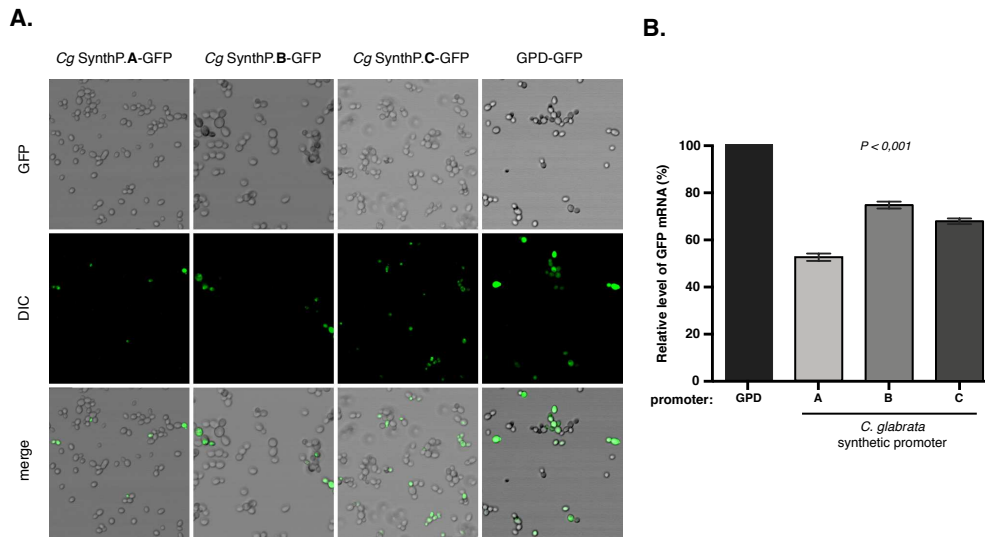 A.
Cg SynthP.A-GFP
Cg SynthP.B-GFP
Cg SynthP.C-GFP
GPD-GFP
GFP
DIC
merge
B.
Relative level of GFP mRNA (%)
100
80
60
40
20
0
P < 0,001
promoter: GPD A B C
C. glabrata
synthetic promoter